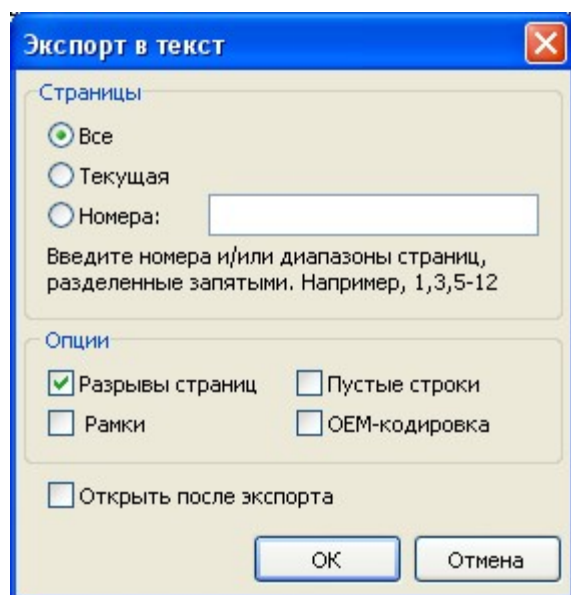 Экспорт в текст
Страницы
Все
Текущая
Номера:
Введите номера и/или диапазоны страниц,
разделенные запятыми. Например, 1,3,5-12
Опции
Разрывы страниц
Пустые строки
Рамки
OEM-кодировка
Открыть после экспорта
OK
Отмена